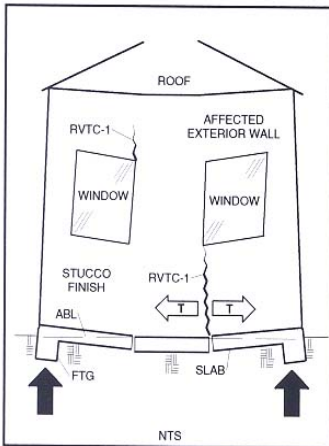 ROOF
RVTC-1
AFFECTED
EXTERIOR WALL
WINDOW
WINDOW
STUCCO
FINISH
RVTC-1
T
T
ABL
FTG
SLAB
NTS